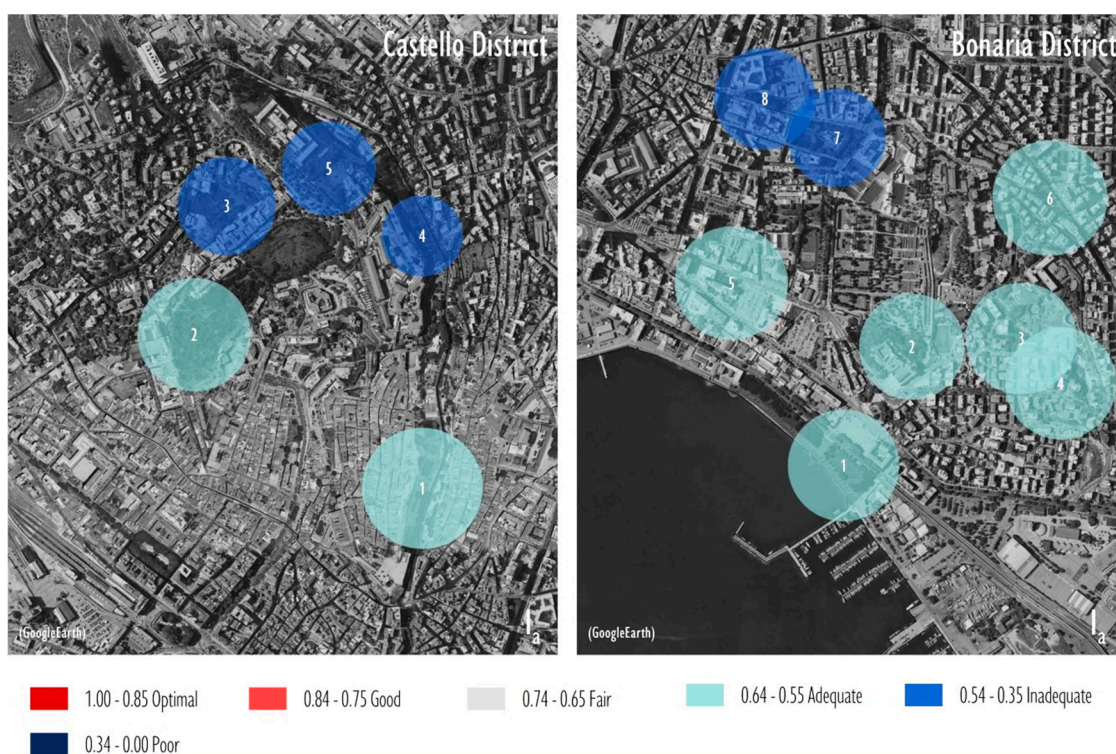 Castello District
5
3
4
2
1
(GoogleEarth)
a
Bonaria District
8
7
6
5
3
2
4
1
(GoogleEarth)
a
1.00 - 0.85 Optimal
0.84 - 0.75 Good
0.74 - 0.65 Fair
0.64 - 0.55 Adequate
0.54 - 0.35 Inadequate
0.34 - 0.00 Poor